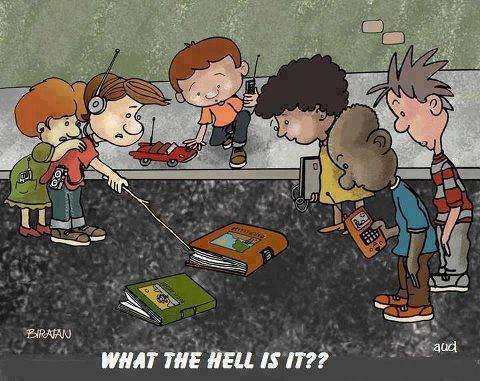 BIRATAN
aud
WHAT THE HELL IS IT??